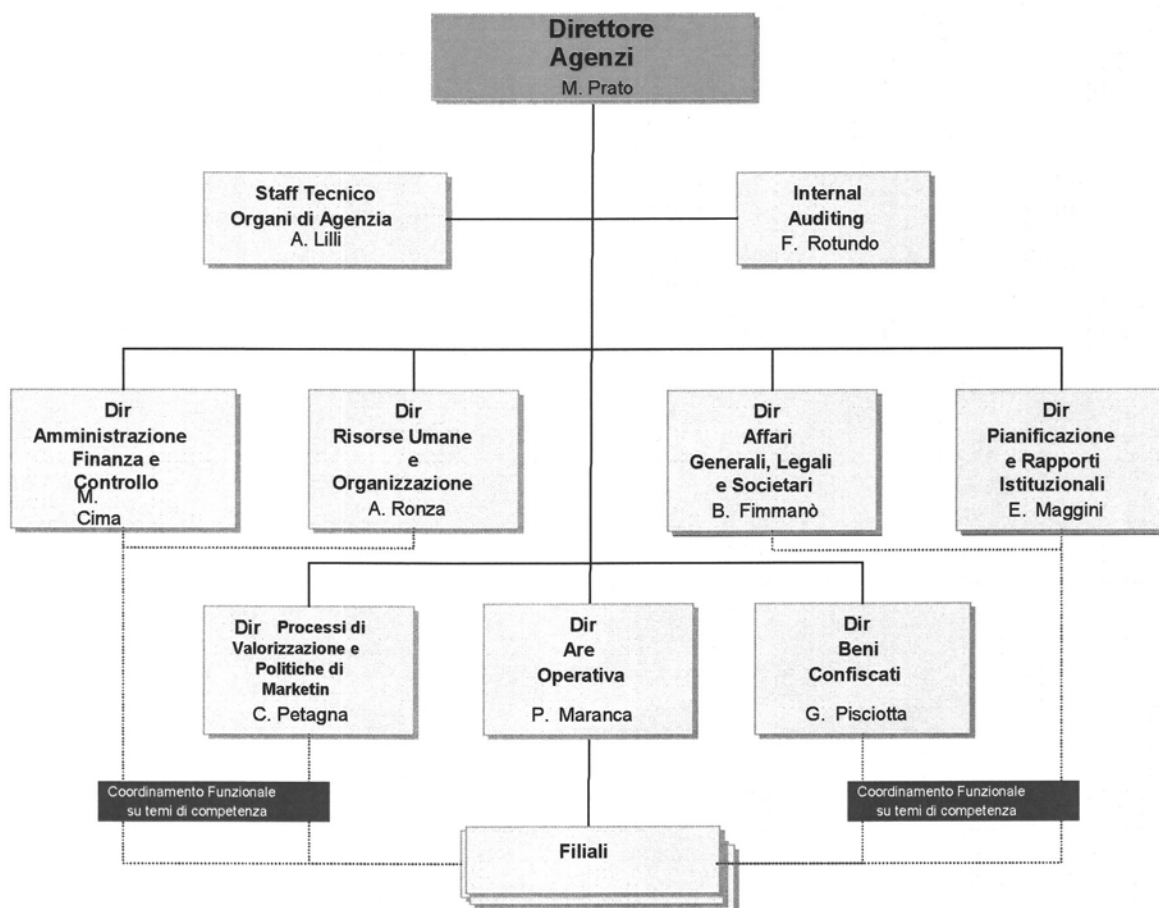 Direttore
Agenzi
M. Prato
Staff Tecnico
Organi di Agenzia
A. Lilli
Internal
Auditing
F. Rotundo
Dir
Amministrazione
Finanza e
Controllo
M.
Cima
Dir
Risorse Umane
e
Organizzazione
A. Ronza
Dir
Affari
Generali, Legali
e Societari
B. Fimmanò
Dir
Pianificazione
e Rapporti
Istituzionali
E. Maggini
Dir Processi di
Valorizzazione e
Politiche di
Marketin
C. Petagna
Dir
Are
Operativa
P. Maranca
Dir
Beni
Confiscati
G. Pisciotta
Coordinamento Funzionale
su temi di competenza
Coordinamento Funzionale
su temi di competenza
Filiali